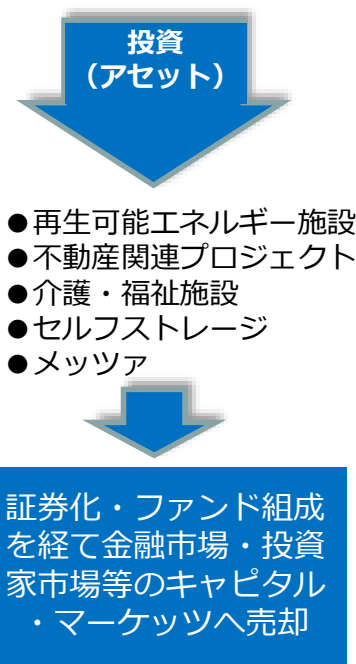 投資
（アセット）
●再生可能エネルギー施設
●不動産関連プロジェクト
●介護・福祉施設
●セルフストレージ
●メッツァ
証券化・ファンド組成
を経て金融市場・投資
家市場等のキャピタル
・マーケッツへ売却